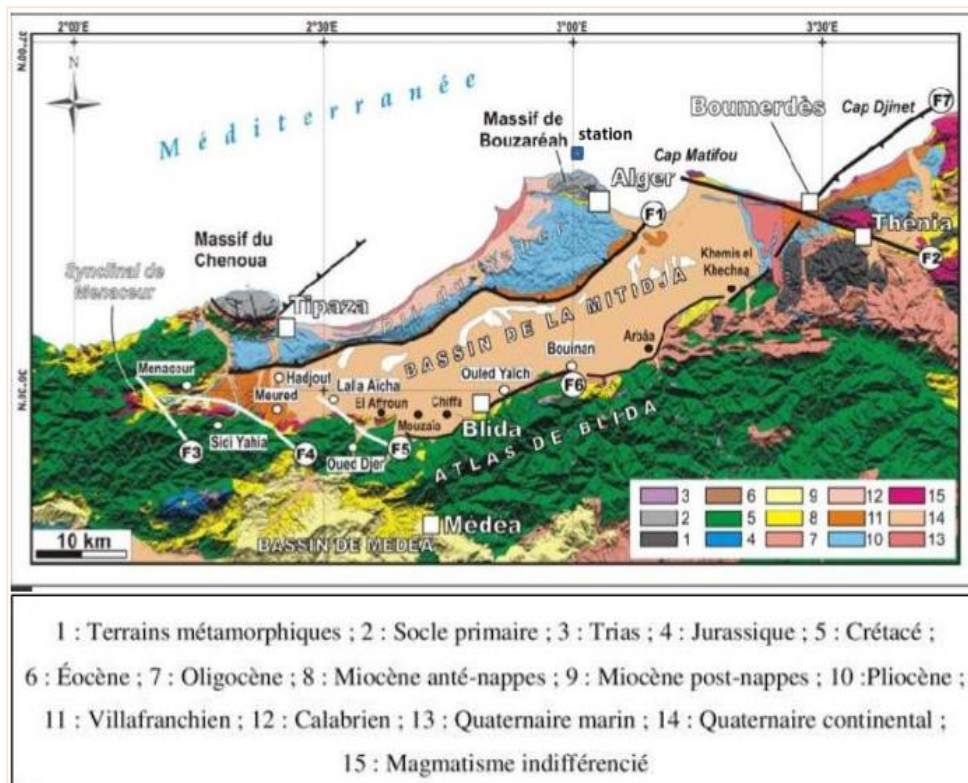 2°00'E 2°30'E 3°00'E 3°30'E
37°00'N
N
Méditerranée
Massif de
Bouzaréah
station
Boumerdès
Cap Djinet
F7
Cap Matifou
Alger
F1
Thénia
F2
Massif du
Chenoua
Synclinal de
Menaceur
Tipaza
Khemis el
Khechna
BASSIN DE LA MITIDJA
Arbâa
Menaceur
Hadjout
Meured
Lalla Aicha
Ouled Yaïch
Bouinan
F6
El Affroun
Chiffa
Mouzaïa
Blida
Sidi Yahia
F3
F4
Oued Djer
F5
ATLAS DE BLIDA
Médea
BASSIN DE MEDEA
10 km
3 6 9 12 15
2 5 8 11 14
1 4 7 10 13
1 : Terrains métamorphiques ; 2 : Socle primaire ; 3 : Trias ; 4 : Jurassique ; 5 : Crétacé ;
6 : Éocène ; 7 : Oligocène ; 8 : Miocène anté-nappes ; 9 : Miocène post-nappes ; 10 :Pliocène ;
11 : Villafranchien ; 12 : Calabrien ; 13 : Quaternaire marin ; 14 : Quaternaire continental ;
15 : Magmatisme indifférencié